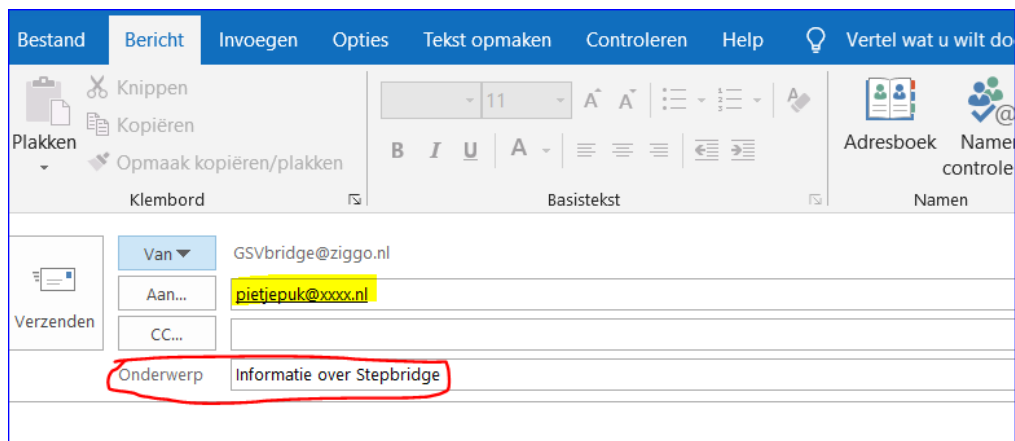 Bestand Bericht Invoegen Opties Tekst opmaken Controleren Help Vertel wat u wilt do
Plakken
Knippen
Kopiëren
Opmaak kopiëren/plakken
Klembord
11
B I U A
Basistekst
Adresboek
Namen
controle
Namen
Verzenden
Van GSVbridge@ziggo.nl
Aan... pietjepuk@xxxx.nl
CC...
Onderwerp Informatie over Stepbridge